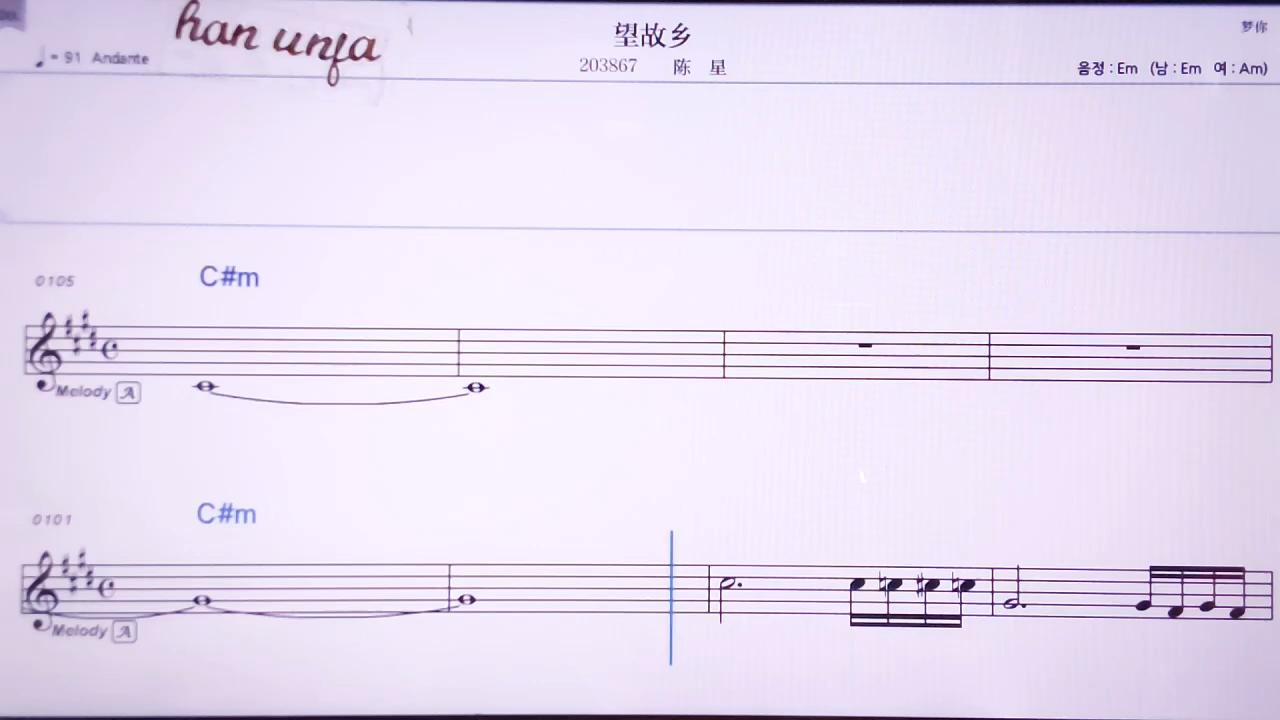 han unja
♩ = 91 Andante
望故乡
梦你
203867 陈 星
음정 : Em (남 : Em 여 : Am)
0105
C#m
Melody A
0101
C#m
Melody A